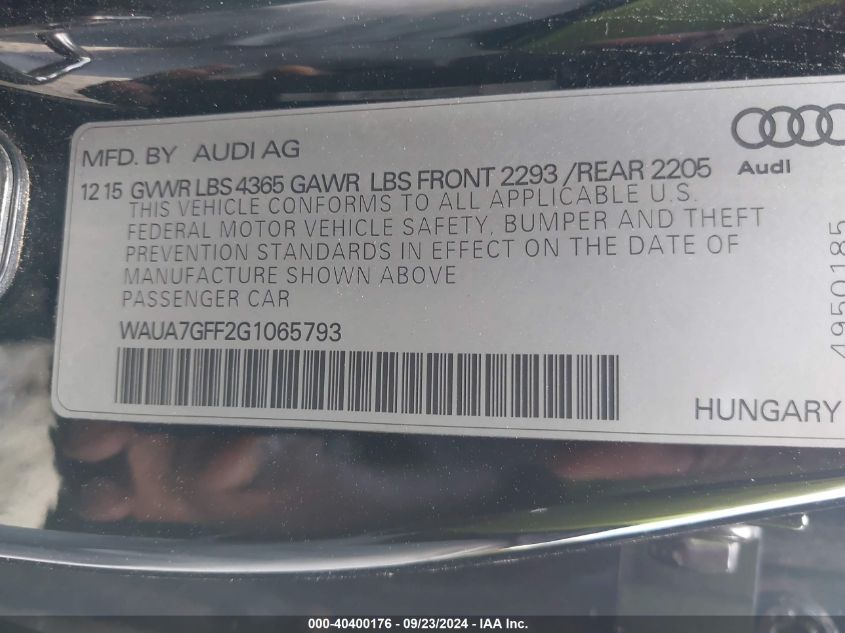 MFD. BY AUDI AG
12 15 GVWR LBS 4365 GAWR LBS FRONT 2293 /REAR 2205
THIS VEHICLE CONFORMS TO ALL APPLICABLE U.S.
FEDERAL MOTOR VEHICLE SAFETY, BUMPER AND THEFT
PREVENTION STANDARDS IN EFFECT ON THE DATE OF
MANUFACTURE SHOWN ABOVE
PASSENGER CAR
WAUA7GFF2G1065793
Audi
4950185
HUNGARY
000-40400176 - 09/23/2024 - IAA Inc.